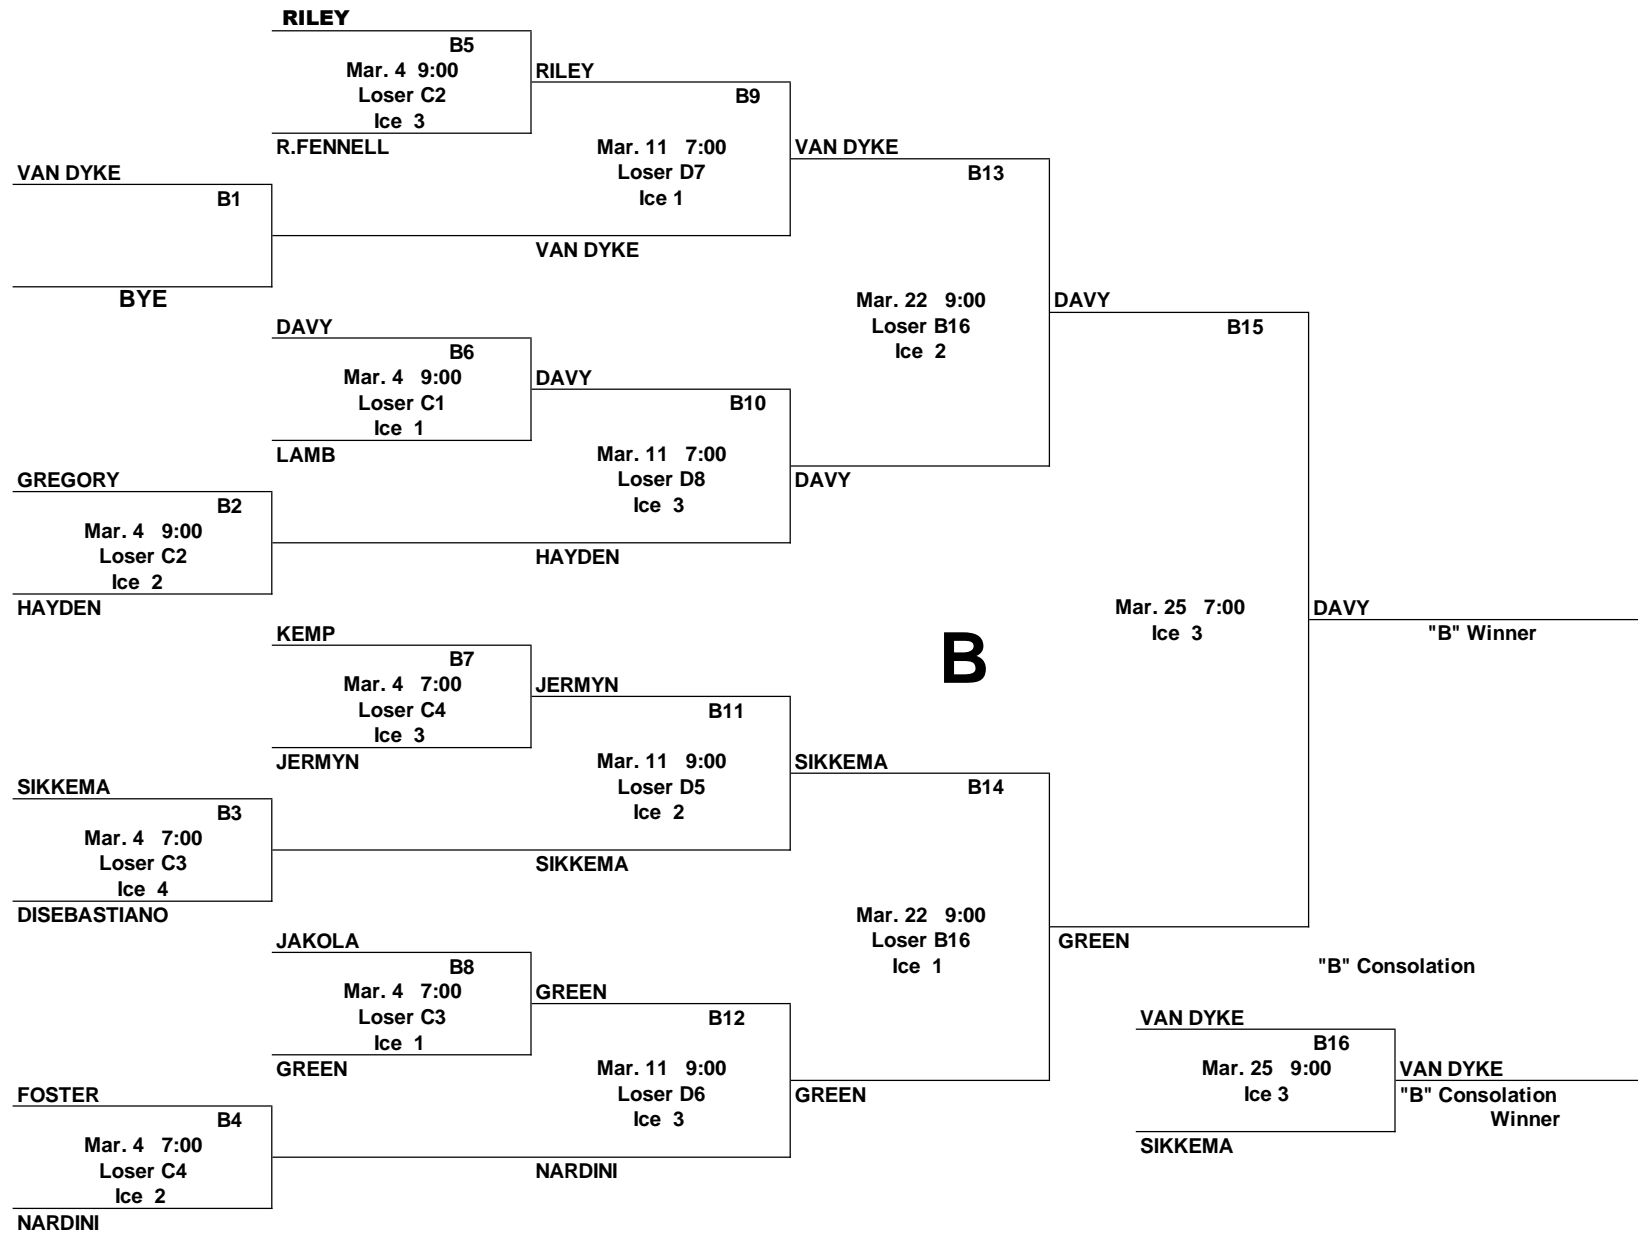 RILEY
B5
Mar. 4 9:00
Loser C2
Ice 3
R.FENNELL
RILEY
B9
Mar. 11 7:00
Loser D7
Ice 1
VAN DYKE
VAN DYKE
B1
BYE
VAN DYKE
B13
Mar. 22 9:00
Loser B16
Ice 2
DAVY
B6
Mar. 4 9:00
Loser C1
Ice 1
LAMB
DAVY
B10
Mar. 11 7:00
Loser D8
Ice 3
HAYDEN
GREGORY
B2
Mar. 4 9:00
Loser C2
Ice 2
HAYDEN
DAVY
DAVY
B15
Mar. 25 7:00
Ice 3
DAVY
"B" Winner
B
KEMP
B7
Mar. 4 7:00
Loser C4
Ice 3
JERMYN
JERMYN
B11
Mar. 11 9:00
Loser D5
Ice 2
SIKKEMA
SIKKEMA
B3
Mar. 4 7:00
Loser C3
Ice 4
DISEBASTIANO
SIKKEMA
B14
Mar. 22 9:00
Loser B16
Ice 1
GREEN
JAKOLA
B8
Mar. 4 7:00
Loser C3
Ice 1
GREEN
GREEN
B12
Mar. 11 9:00
Loser D6
Ice 3
NARDINI
GREEN
FOSTER
B4
Mar. 4 7:00
Loser C4
Ice 2
NARDINI
"B" Consolation
VAN DYKE
B16
Mar. 25 9:00
Ice 3
SIKKEMA
VAN DYKE
"B" Consolation
Winner